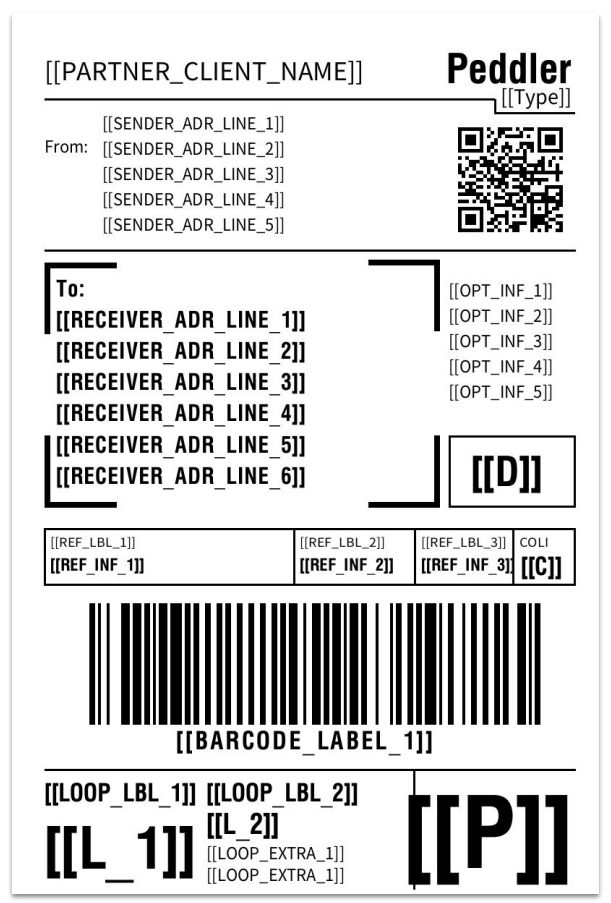 [[PARTNER_CLIENT_NAME]]
Peddler
[[Type]]
From:
[[SENDER_ADR_LINE_1]]
[[SENDER_ADR_LINE_2]]
[[SENDER_ADR_LINE_3]]
[[SENDER_ADR_LINE_4]]
[[SENDER_ADR_LINE_5]]
To:
[[RECEIVER_ADR_LINE_1]]
[[RECEIVER_ADR_LINE_2]]
[[RECEIVER_ADR_LINE_3]]
[[RECEIVER_ADR_LINE_4]]
[[RECEIVER_ADR_LINE_5]]
[[RECEIVER_ADR_LINE_6]]
[[OPT_INF_1]]
[[OPT_INF_2]]
[[OPT_INF_3]]
[[OPT_INF_4]]
[[OPT_INF_5]]
[[D]]
[[REF_LBL_1]]
[[REF_INF_1]]
[[REF_LBL_2]]
[[REF_INF_2]]
[[REF_LBL_3]]
[[REF_INF_3]]
COLI
[[C]]
[[BARCODE_LABEL_1]]
[[LOOP_LBL_1]]
[[L_1]]
[[LOOP_LBL_2]]
[[L_2]]
[[LOOP_EXTRA_1]]
[[LOOP_EXTRA_1]]
[[P]]